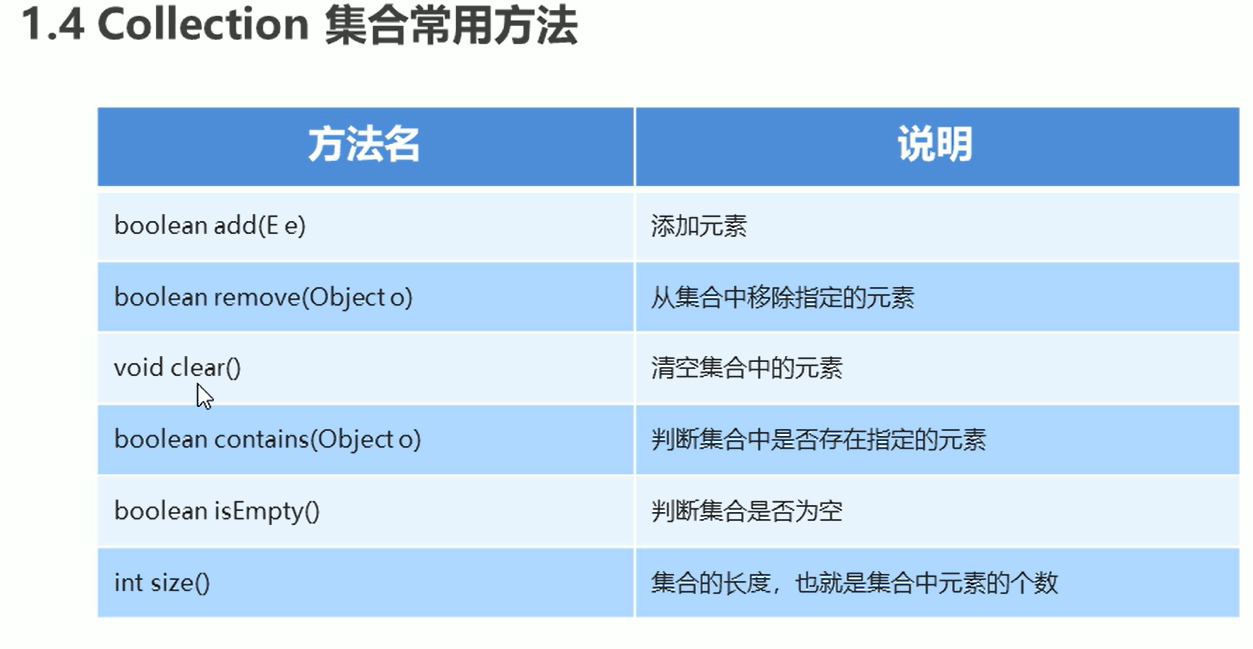 1.4 Collection 集合常用方法
方法名 说明
boolean add(E e) 添加元素
boolean remove(Object o) 从集合中移除指定的元素
void clear() 清空集合中的元素
boolean contains(Object o) 判断集合中是否存在指定的元素
boolean isEmpty() 判断集合是否为空
int size() 集合的长度，也就是集合中元素的个数